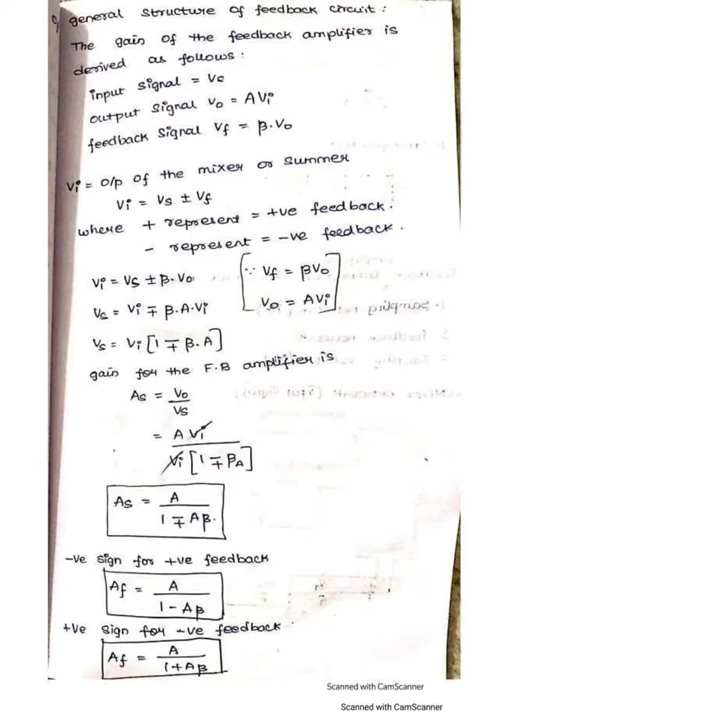 general structure of feedback circuit :
The gain of the feedback amplifier is
derived as follows :
input signal = Vs
output signal Vo = AVi
feedback signal Vf = β.Vo
Vi = o/p of the mixer or summer
Vi = Vs ± Vf
where + represent = +ve feedback.
- represent = -ve feedback.
Vi = Vs ± β.Vo [∵ Vf = βVo
Vs = Vi ∓ β.A.Vi Vo = AVi]
Vs = Vi [1 ∓ β.A]
gain for the F.B amplifier is
As = Vo / Vs
= AVi / Vi [1 ∓ βA]
As = A / 1 ∓ Aβ.
-ve sign for +ve feedback
Af = A / 1 - Aβ
+ve sign for -ve feedback
Af = A / 1 + Aβ
Scanned with CamScanner
Scanned with CamScanner